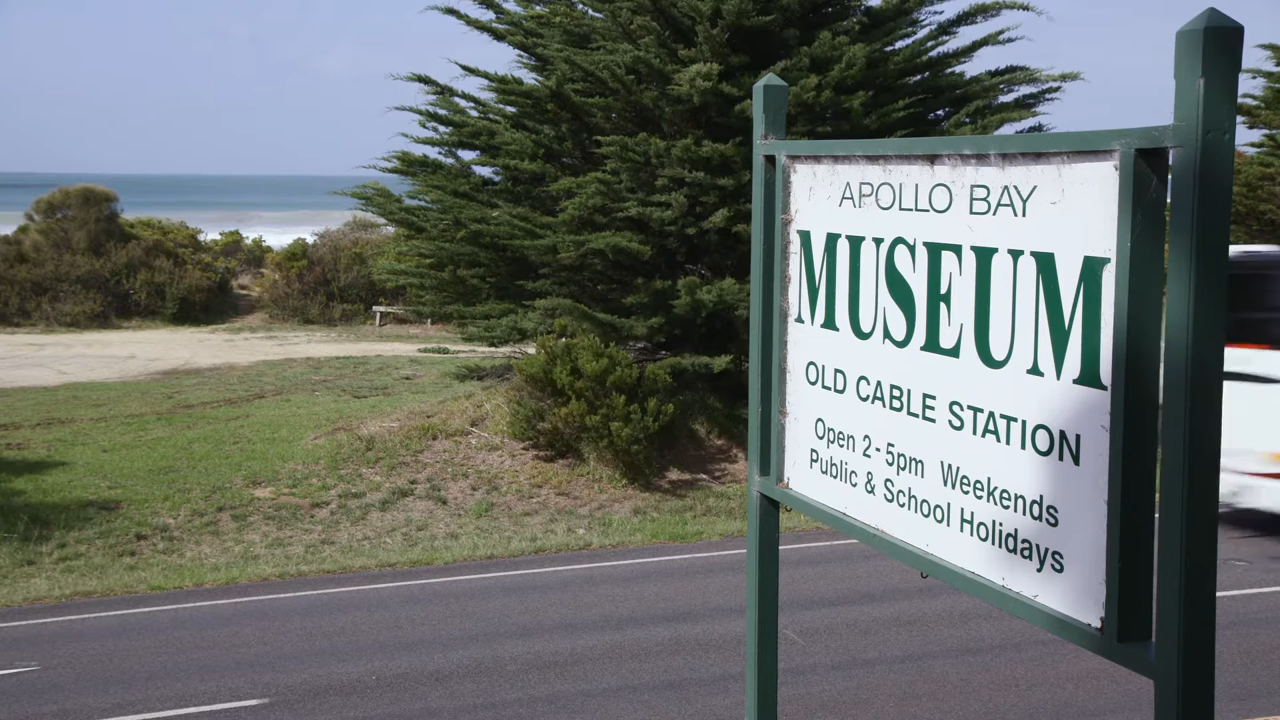 APOLLO BAY
MUSEUM
OLD CABLE STATION
Open 2-5pm Weekends
Public & School Holidays